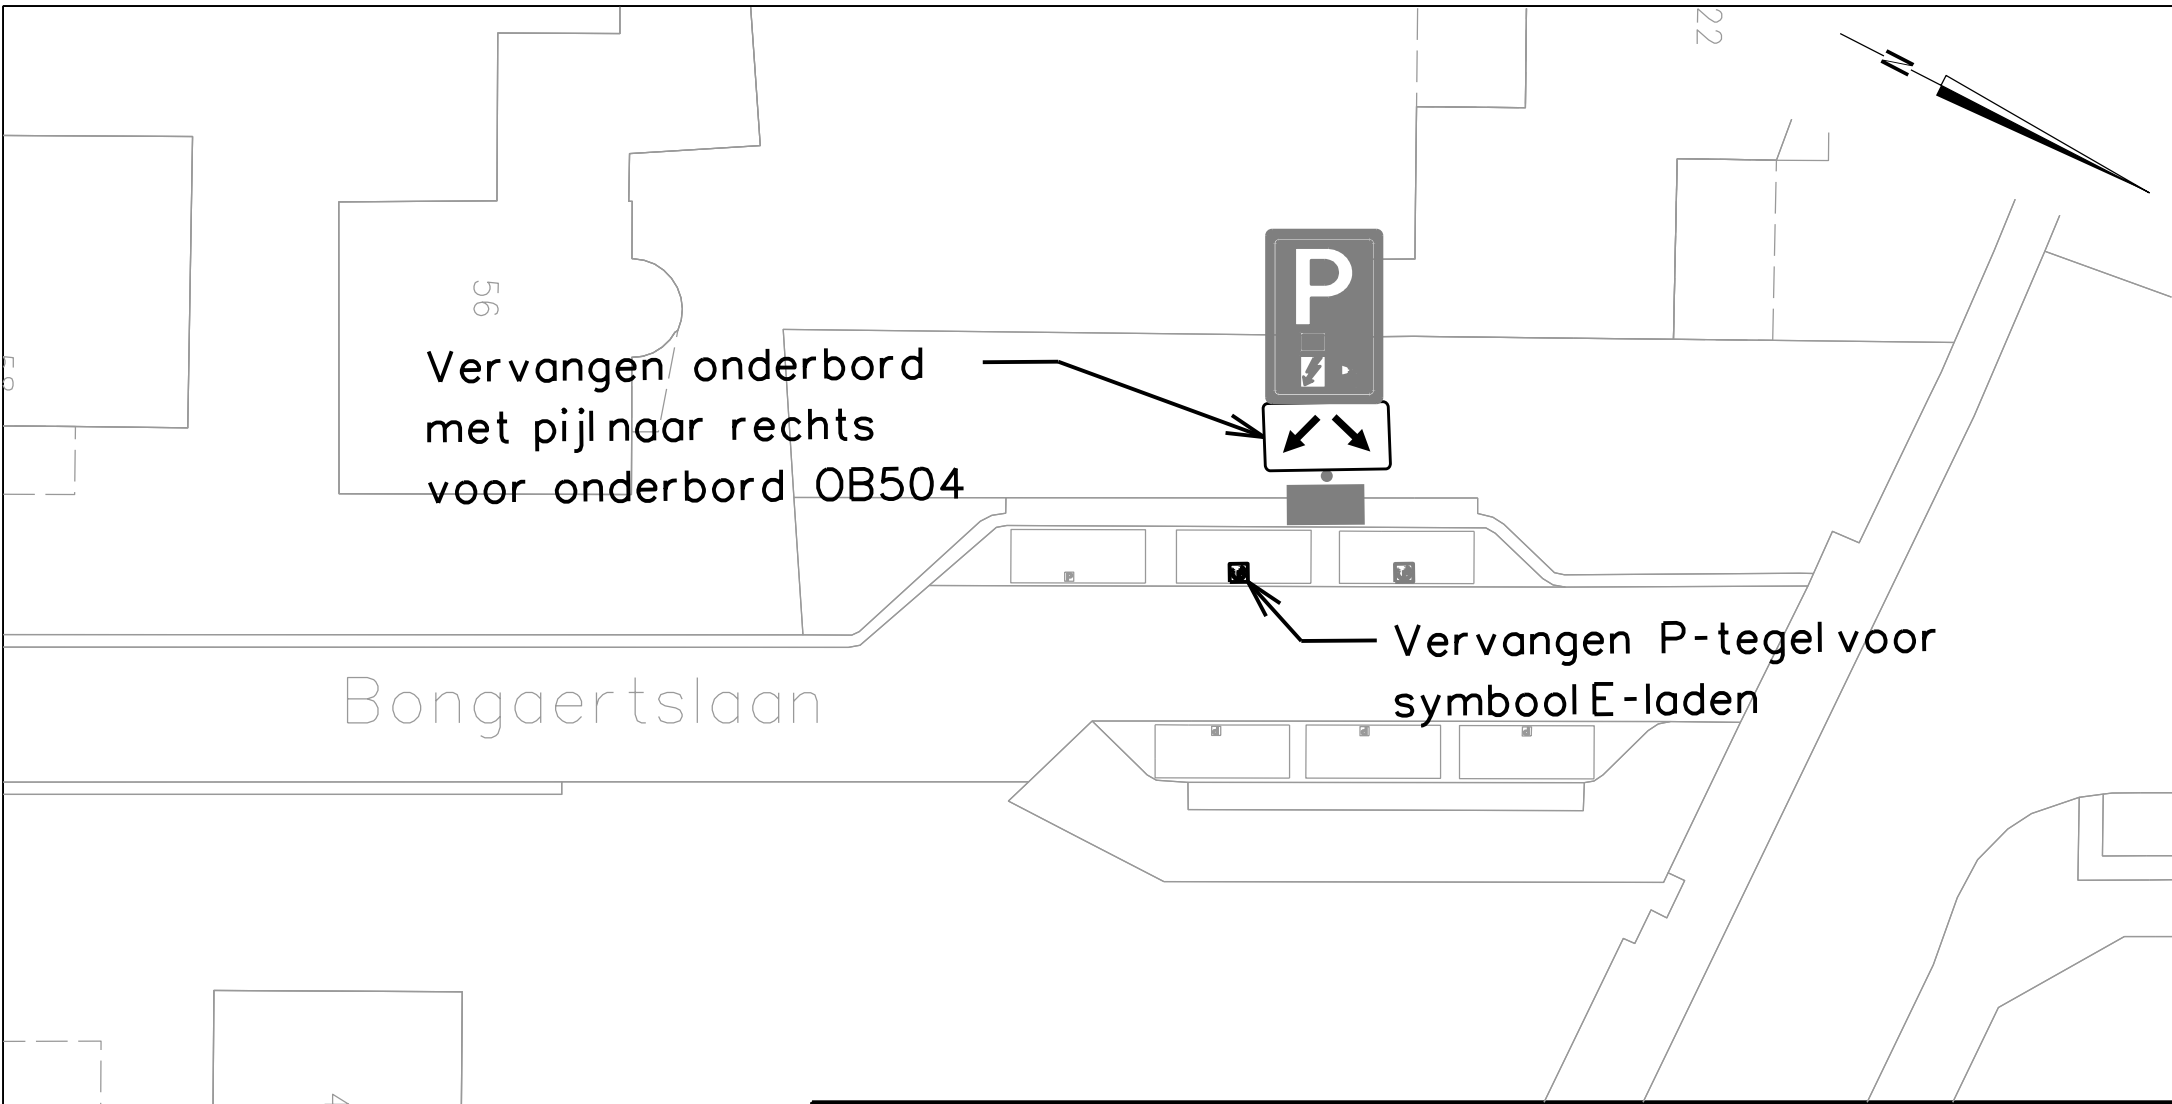 22
N
P
56
Vervangen onderbord
met pijl naar rechts
voor onderbord OB504
P
Vervangen P-tegel voor
symbool E-laden
Bongaertslaan